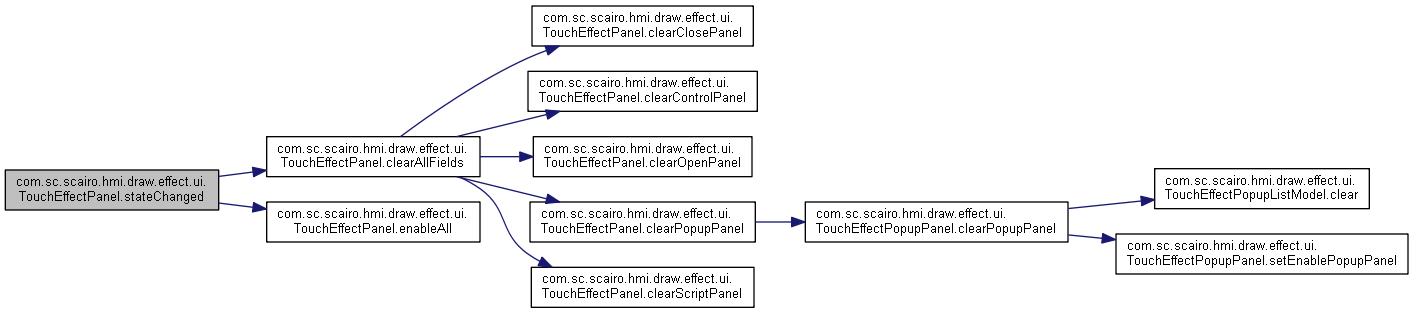 com.sc.scairo.hmi.draw.effect.ui.
TouchEffectPanel.stateChanged
com.sc.scairo.hmi.draw.effect.ui.
TouchEffectPanel.clearAllFields
com.sc.scairo.hmi.draw.effect.ui.
TouchEffectPanel.enableAll
com.sc.scairo.hmi.draw.effect.ui.
TouchEffectPanel.clearClosePanel
com.sc.scairo.hmi.draw.effect.ui.
TouchEffectPanel.clearControlPanel
com.sc.scairo.hmi.draw.effect.ui.
TouchEffectPanel.clearOpenPanel
com.sc.scairo.hmi.draw.effect.ui.
TouchEffectPanel.clearPopupPanel
com.sc.scairo.hmi.draw.effect.ui.
TouchEffectPanel.clearScriptPanel
com.sc.scairo.hmi.draw.effect.ui.
TouchEffectPopupPanel.clearPopupPanel
com.sc.scairo.hmi.draw.effect.ui.
TouchEffectPopupListModel.clear
com.sc.scairo.hmi.draw.effect.ui.
TouchEffectPopupPanel.setEnablePopupPanel